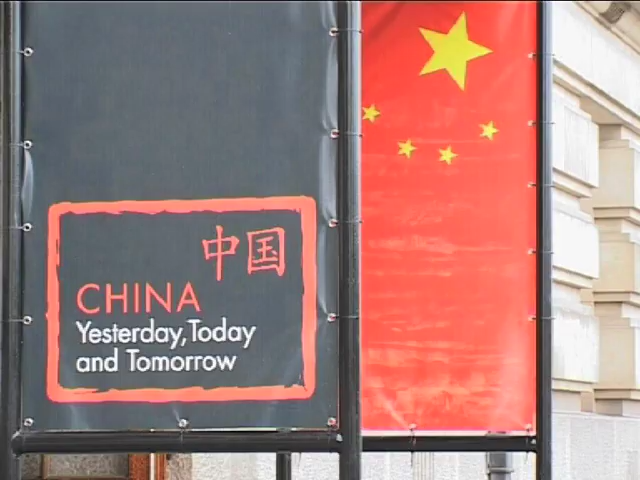 中国
CHINA
Yesterday, Today
and Tomorrow